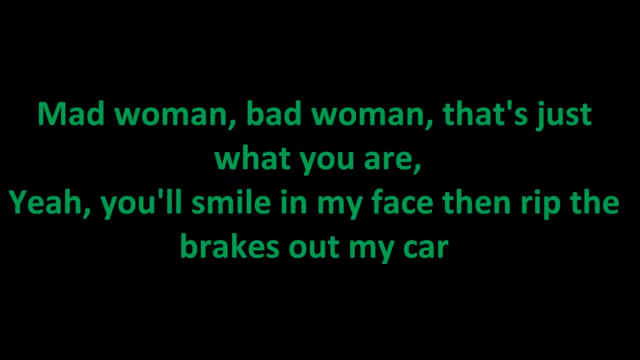 Mad woman, bad woman, that's just
what you are,
Yeah, you'll smile in my face then rip the
brakes out my car